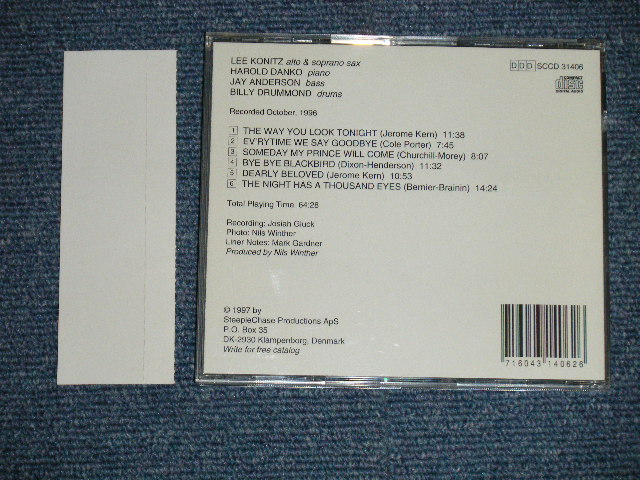 LEE KONITZ alto & soprano sax
HAROLD DANKO piano
JAY ANDERSON bass
BILLY DRUMMOND drums
DDD SCCD 31406
COMPACT
disc
DIGITAL AUDIO
Recorded October, 1996
1 THE WAY YOU LOOK TONIGHT (Jerome Kern) 11:38
2 EV'RYTIME WE SAY GOODBYE (Cole Porter) 7:45
3 SOMEDAY MY PRINCE WILL COME (Churchill-Morey) 8:07
4 BYE BYE BLACKBIRD (Dixon-Henderson) 11:32
5 DEARLY BELOVED (Jerome Kern) 10:53
6 THE NIGHT HAS A THOUSAND EYES (Bernier-Brainin) 14:24
Total Playing Time 64:28
Recording: Josiah Gluck
Photo: Nils Winther
Liner Notes: Mark Gardner
Produced by Nils Winther
© 1997 by
SteepleChase Productions ApS
P.O. Box 35
DK-2930 Klampenborg, Denmark
Write for free catalog
716043 140626